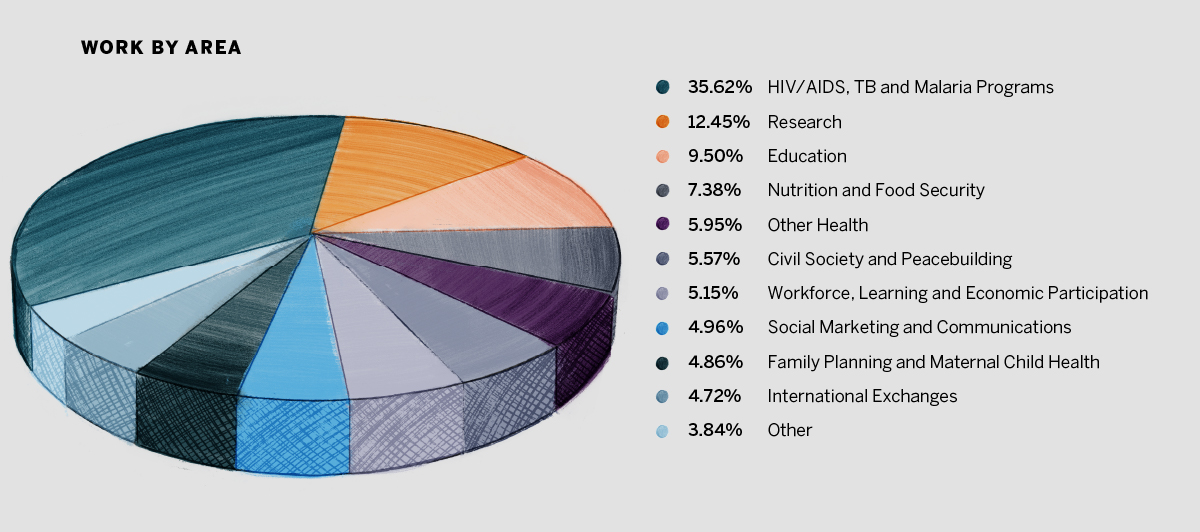 WORK BY AREA
35.62% HIV/AIDS, TB and Malaria Programs
12.45% Research
9.50% Education
7.38% Nutrition and Food Security
5.95% Other Health
5.57% Civil Society and Peacebuilding
5.15% Workforce, Learning and Economic Participation
4.96% Social Marketing and Communications
4.86% Family Planning and Maternal Child Health
4.72% International Exchanges
3.84% Other